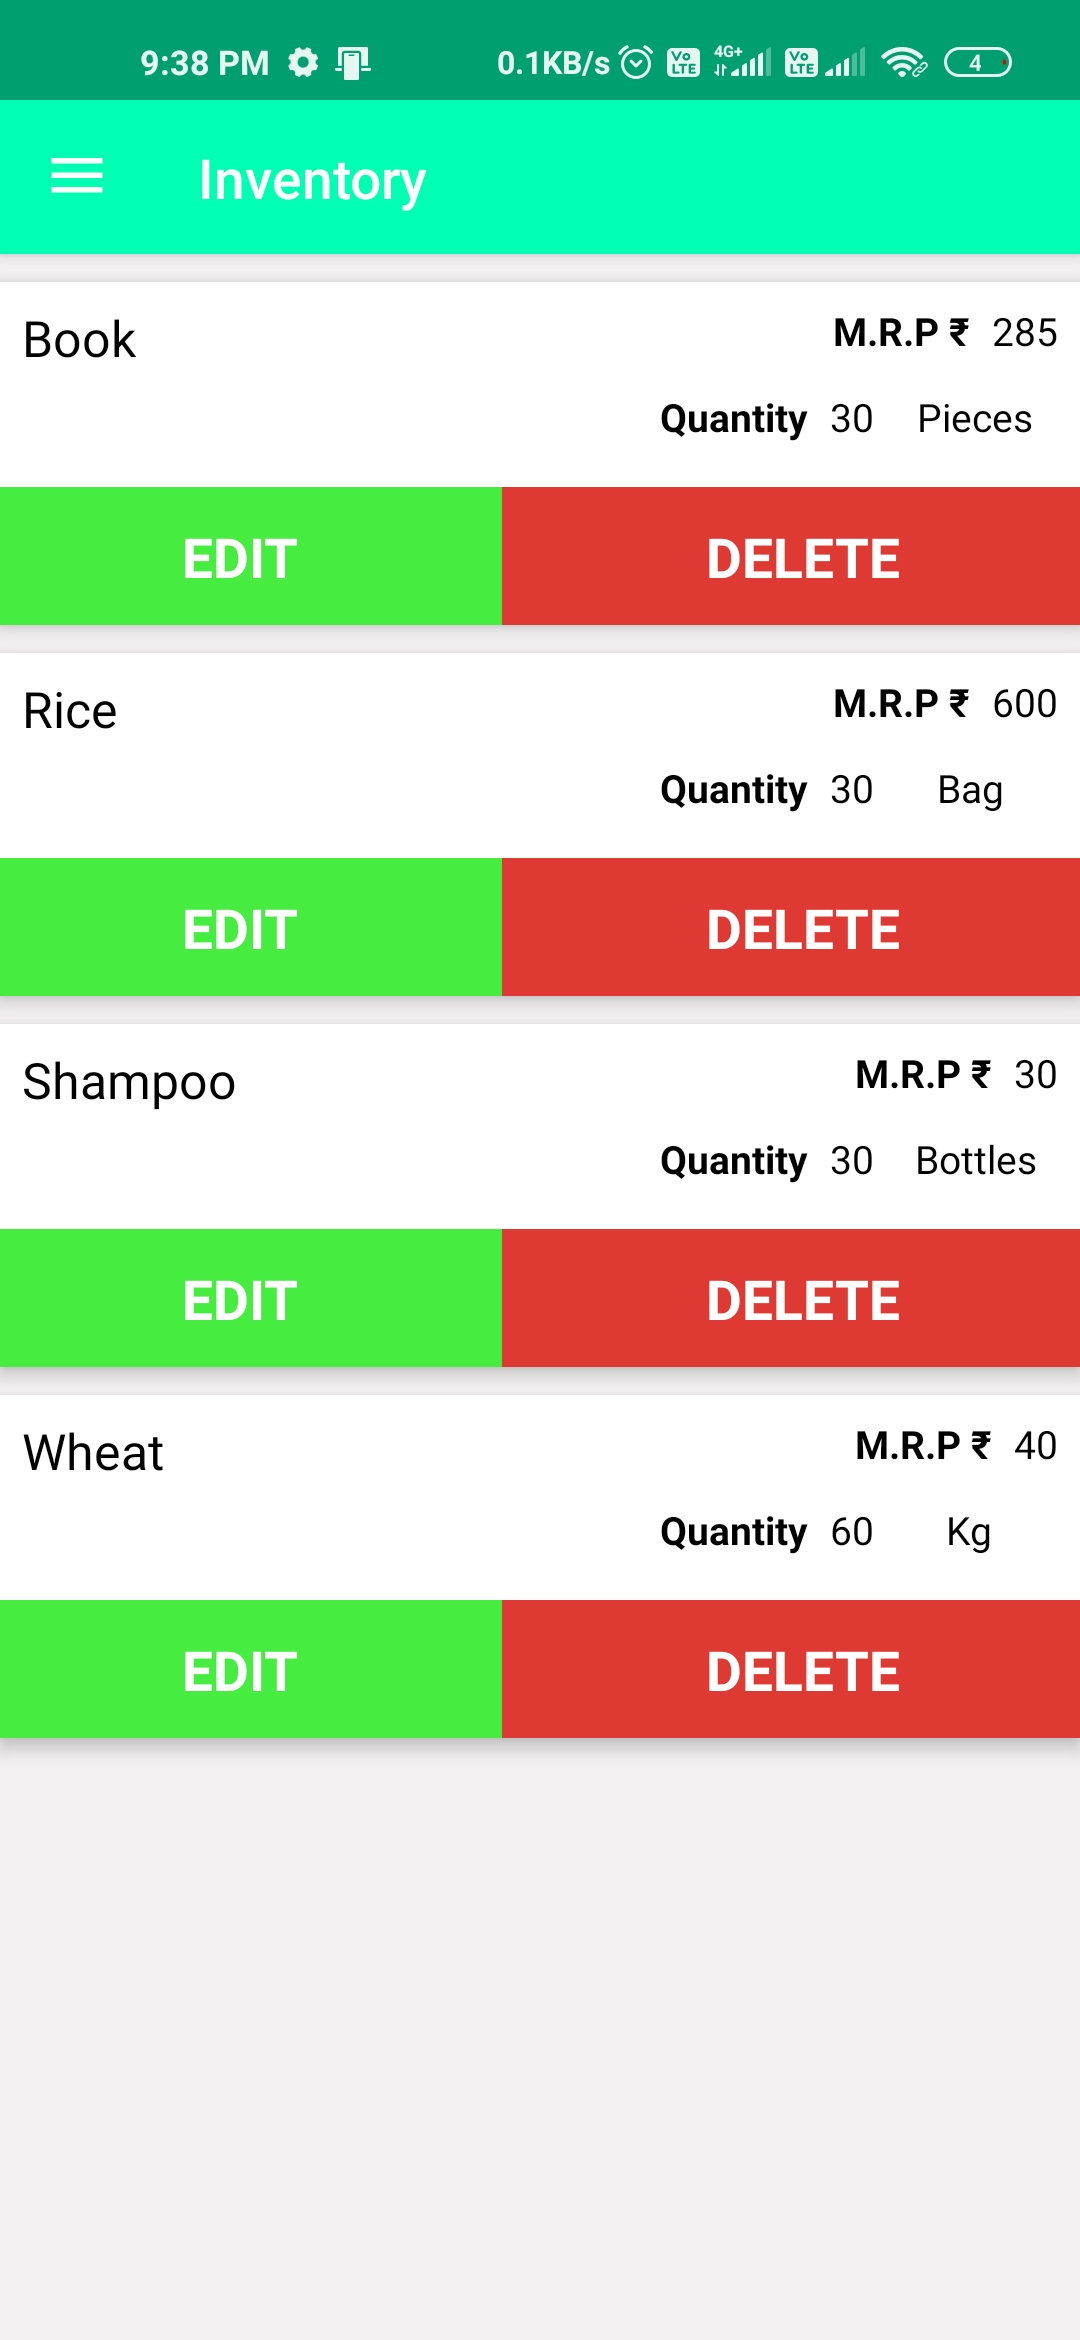 9:38 PM 0.1KB/s Vo LTE 4G+ Vo LTE 4
Inventory
Book M.R.P ₹ 285
Quantity 30 Pieces
EDIT DELETE
Rice M.R.P ₹ 600
Quantity 30 Bag
EDIT DELETE
Shampoo M.R.P ₹ 30
Quantity 30 Bottles
EDIT DELETE
Wheat M.R.P ₹ 40
Quantity 60 Kg
EDIT DELETE